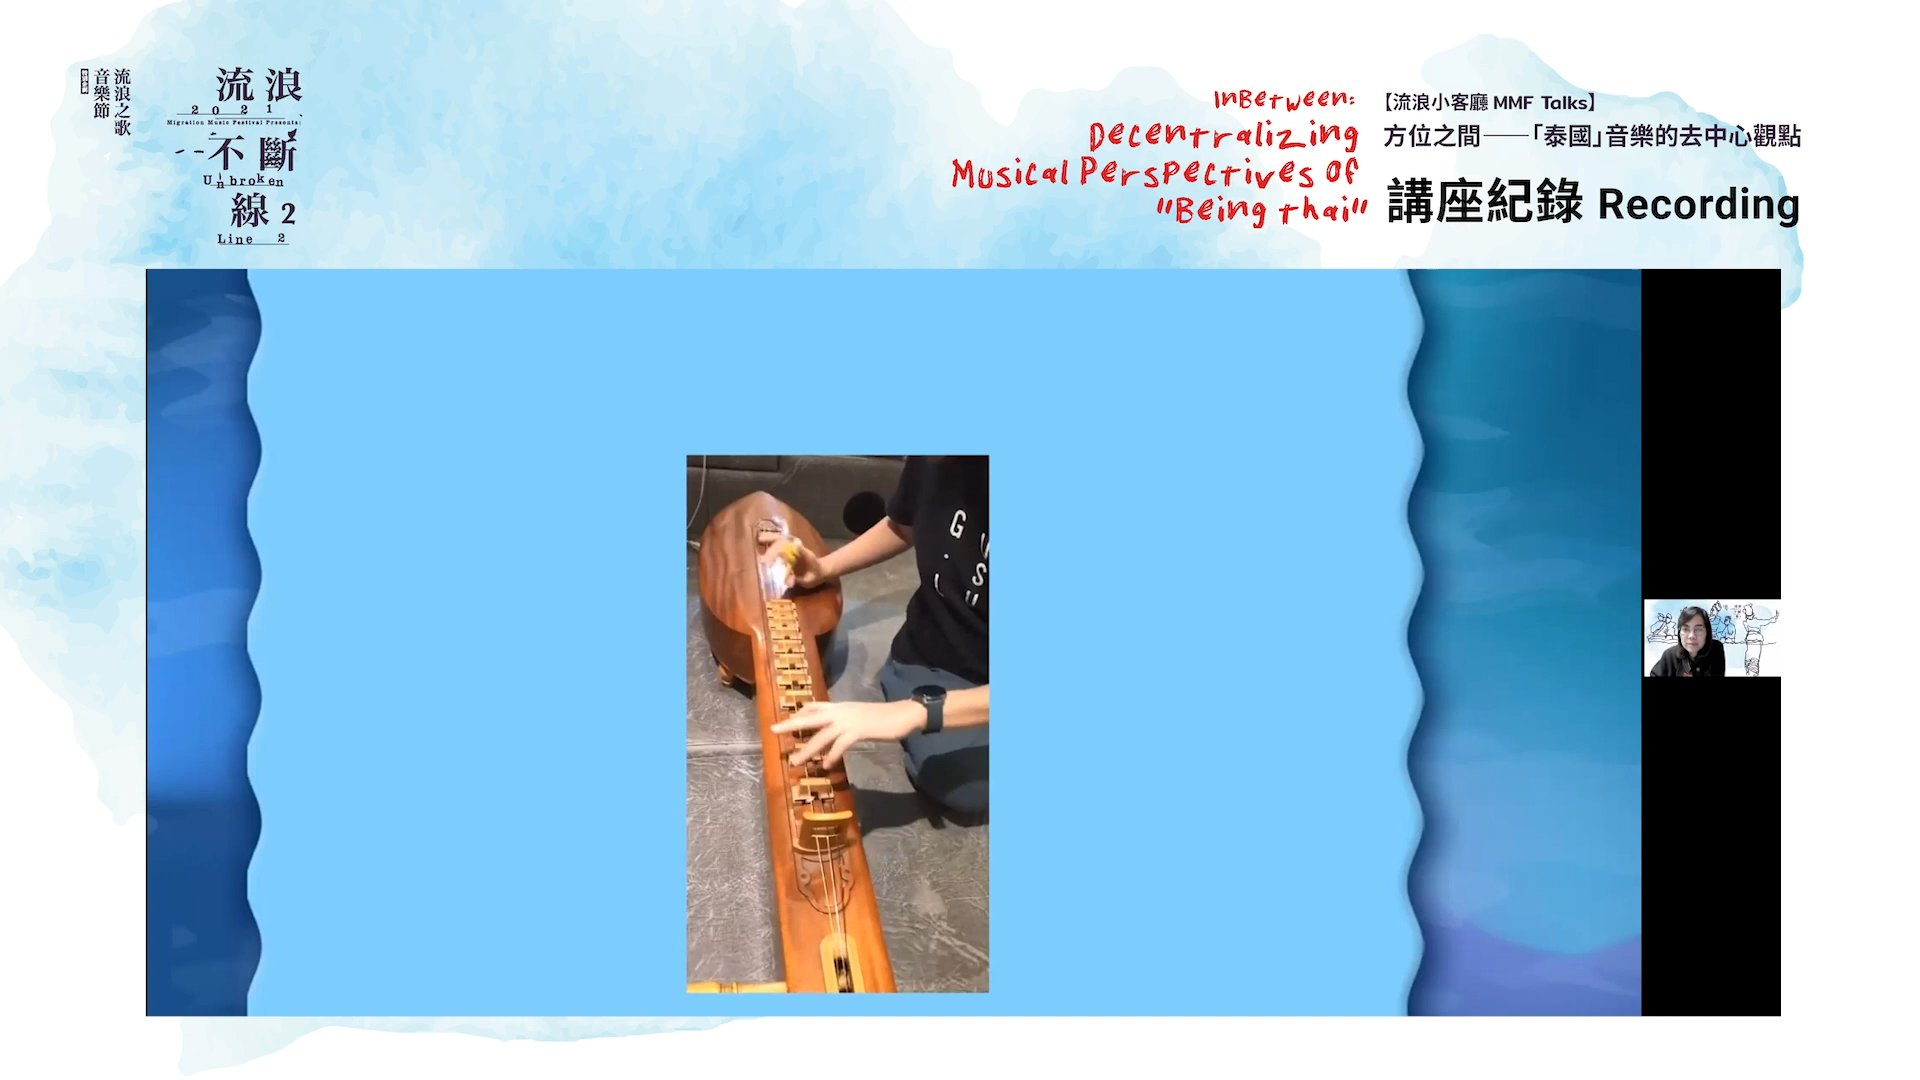 流浪之歌
音樂節
流浪
2021
Migration Music Festival Presents:
不斷
Unbroken
線2
Line 2
InBetween:
Decentralizing
Musical Perspectives of
"Being thai"
【流浪小客廳 MMF Talks】
方位之間——「泰國」音樂的去中心觀點
講座紀錄 Recording